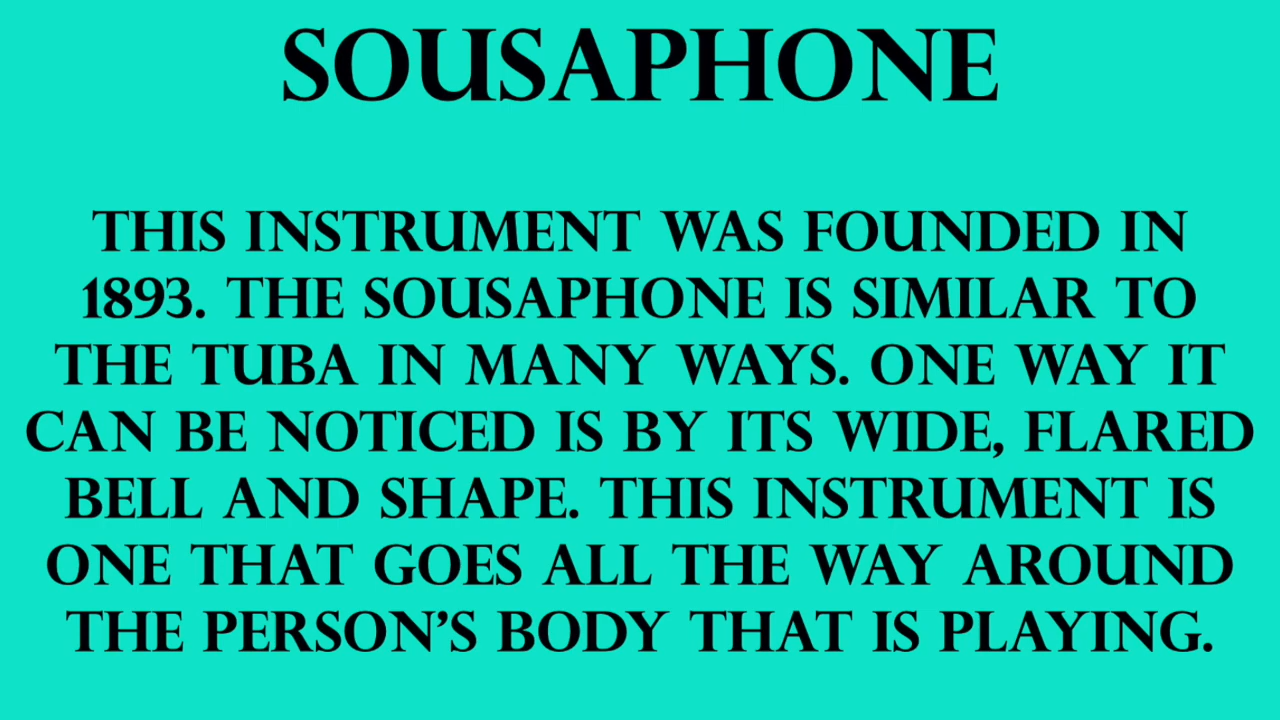 SOUSAPHONE
THIS INSTRUMENT WAS FOUNDED IN
1893. THE SOUSAPHONE IS SIMILAR TO
THE TUBA IN MANY WAYS. ONE WAY IT
CAN BE NOTICED IS BY ITS WIDE, FLARED
BELL AND SHAPE. THIS INSTRUMENT IS
ONE THAT GOES ALL THE WAY AROUND
THE PERSON’S BODY THAT IS PLAYING.